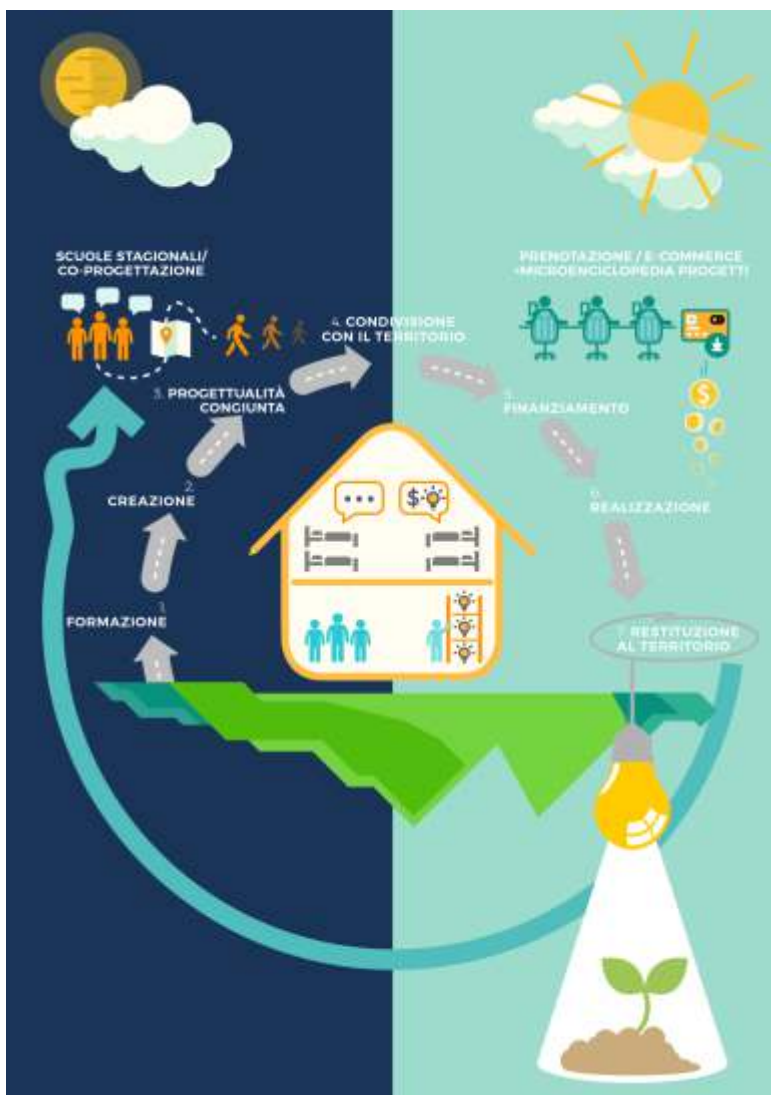 SCUOLE STAGIONALI/
CO-PROGETTAZIONE
PRENOTAZIONE / E-COMMERCE
+MICROENCICLOPEDIA PROGETTI
4. CONDIVISIONE
CON IL TERRITORIO
3. PROGETTUALITÀ
CONGIUNTA
5.
FINANZIAMENTO
2.
CREAZIONE
6.
REALIZZAZIONE
1.
FORMAZIONE
7. RESTITUZIONE
AL TERRITORIO
$
$